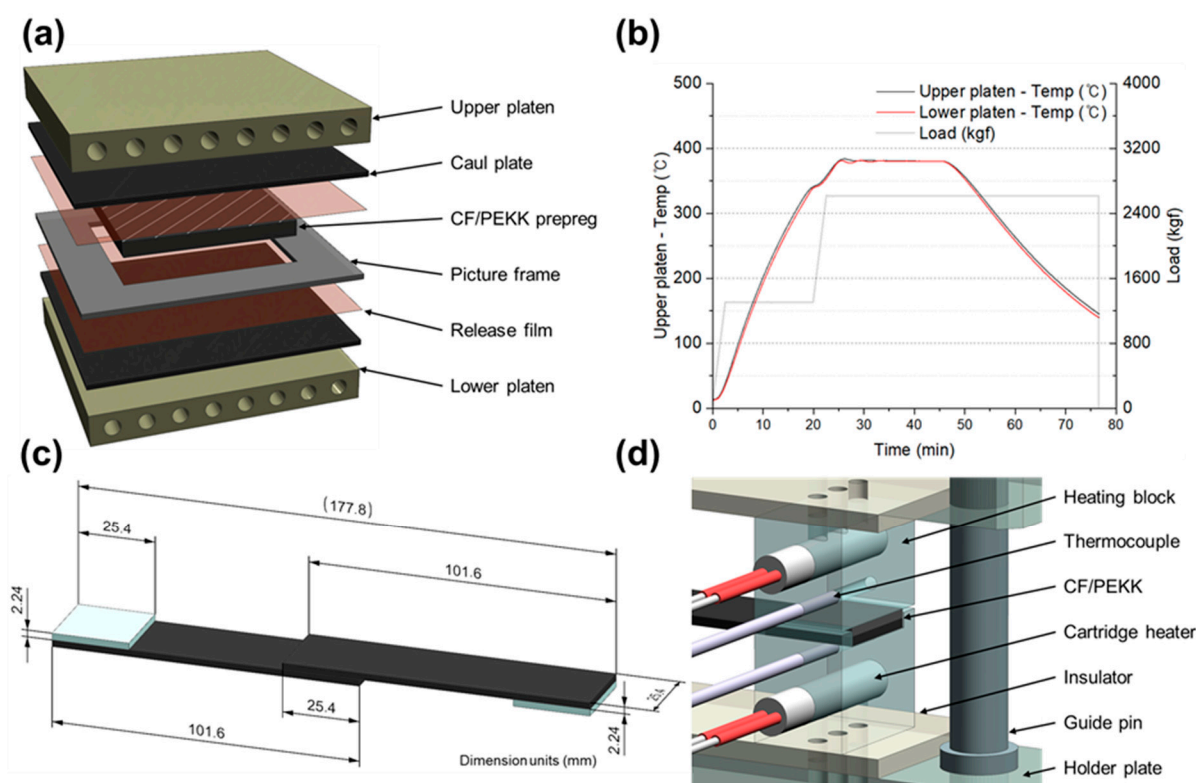 (a)
Upper platen
Caul plate
CF/PEKK prepreg
Picture frame
Release film
Lower platen
(b)
Upper platen - Temp (℃)
Lower platen - Temp (℃)
Load (kgf)
500
400
300
200
100
0
Upper platen - Temp (℃)
4000
3200
2400
1600
800
0
Load (kgf)
0 10 20 30 40 50 60 70 80
Time (min)
(c)
(177.8)
25.4
101.6
2.24
25.4
101.6
25.4
2.24
Dimension units (mm)
(d)
Heating block
Thermocouple
CF/PEKK
Cartridge heater
Insulator
Guide pin
Holder plate